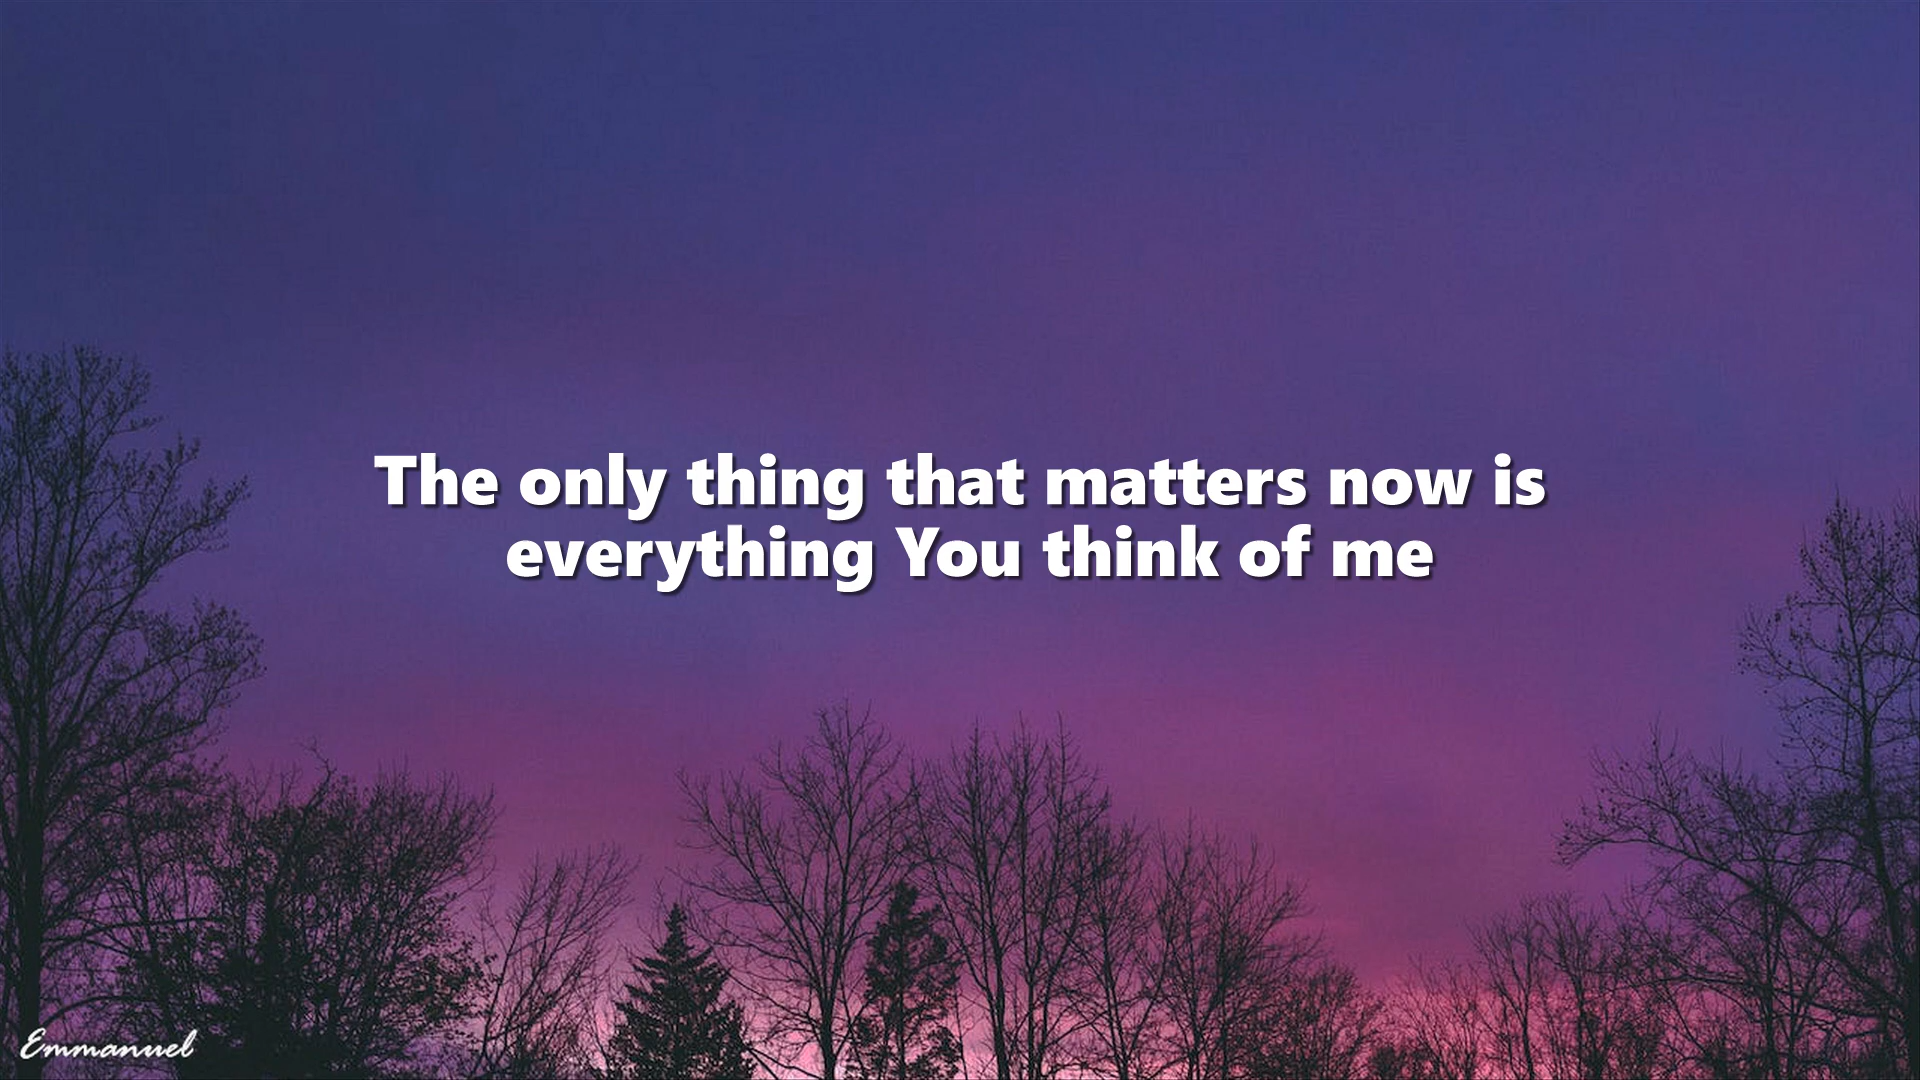 The only thing that matters now is
everything You think of me
Emmanuel